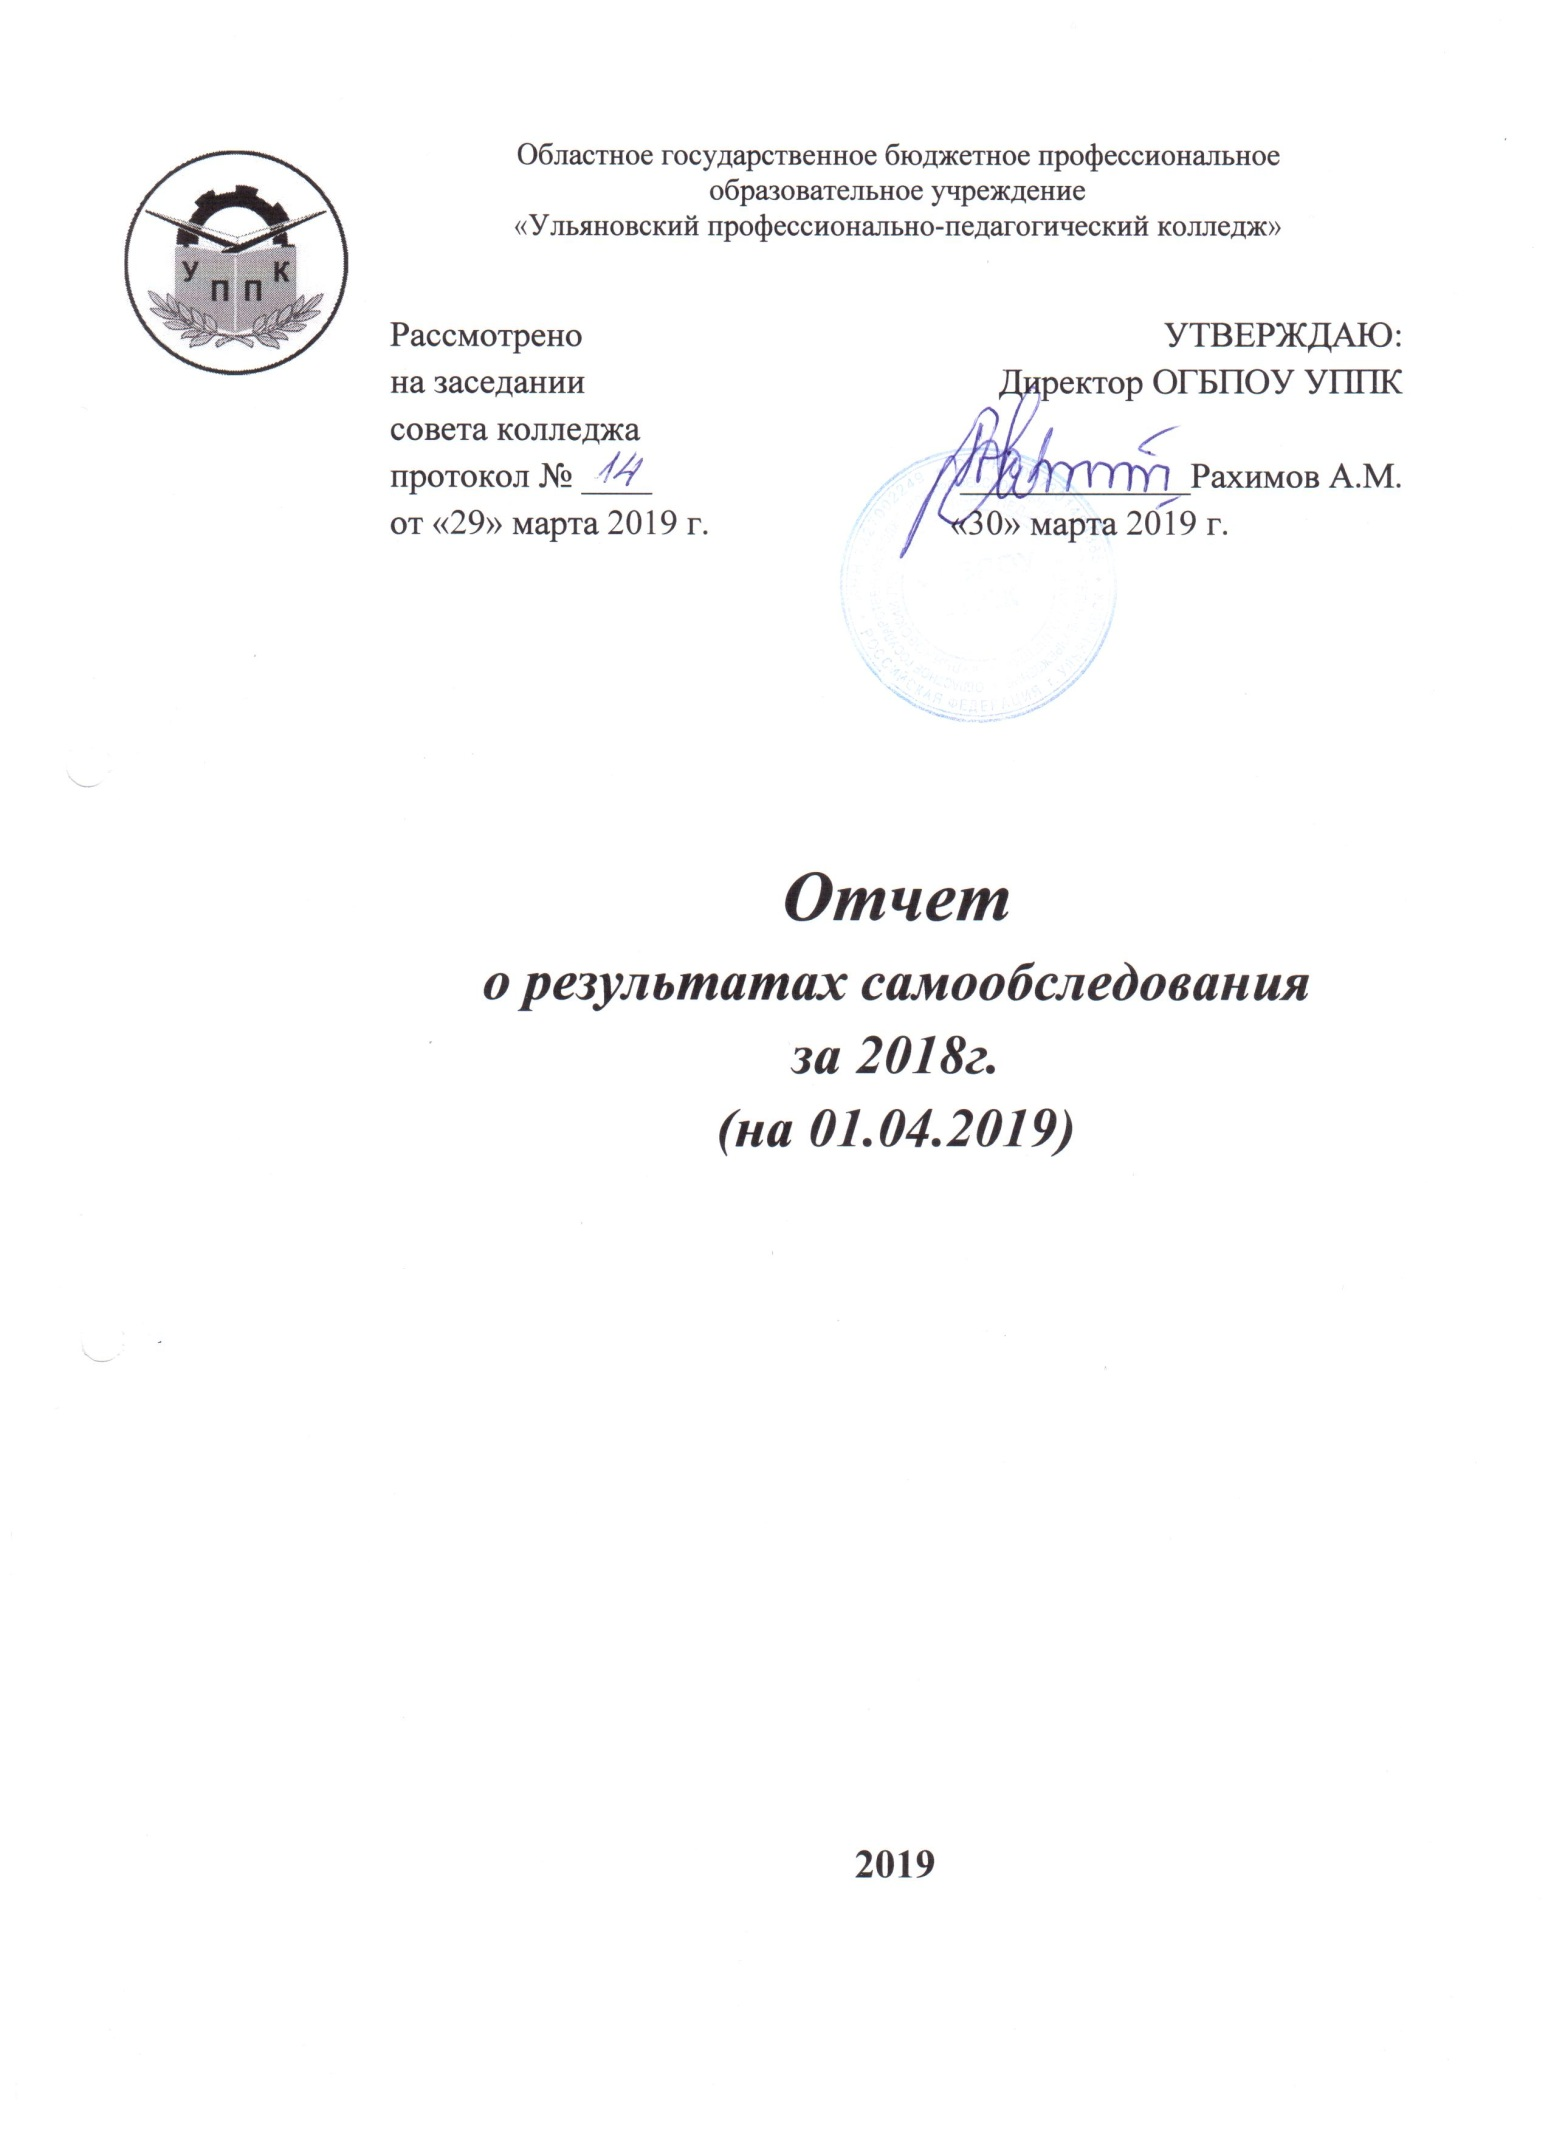 Областное государственное бюджетное профессиональное
образовательное учреждение
«Ульяновский профессионально-педагогический колледж»
У П П К
Рассмотрено
на заседании
совета колледжа
протокол № 14
от «29» марта 2019 г.
УТВЕРЖДАЮ:
Директор ОГБПОУ УППК
Рахимов А.М.
«30» марта 2019 г.
РОССИЙСКАЯ ФЕДЕРАЦИЯ
Отчет
о результатах самообследования
за 2018г.
(на 01.04.2019)
2019